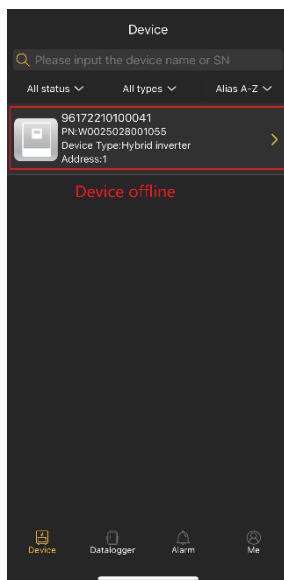 Device
Please input the device name or SN
All status
All types
Alias A-Z
96172210100041
PN:W0025028001055
Device Type:Hybrid inverter
Address:1
Device offline
Device
Datalogger
Alarm
Me